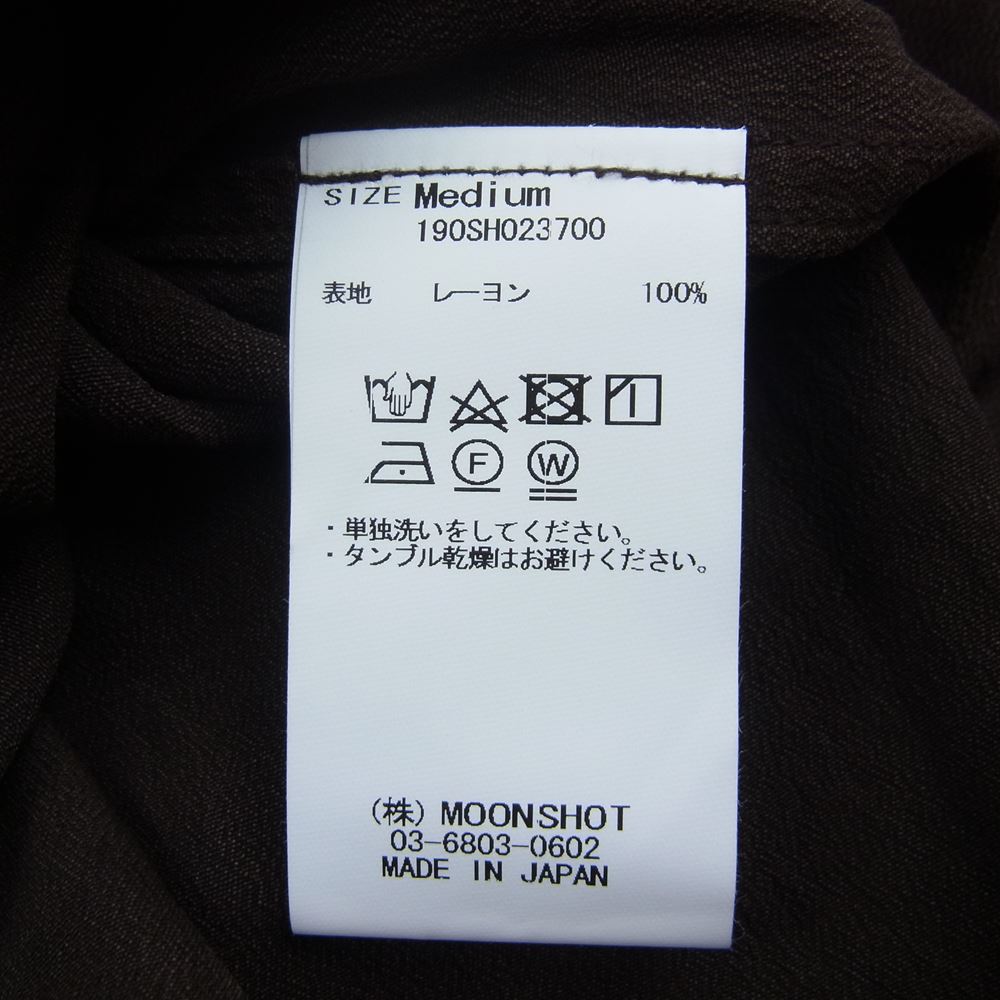 SIZE Medium
190SH023700
表地 レーヨン 100%
F W
・単独洗いをしてください。
・タンブル乾燥はお避けください。
(株) MOONSHOT
03-6803-0602
MADE IN JAPAN